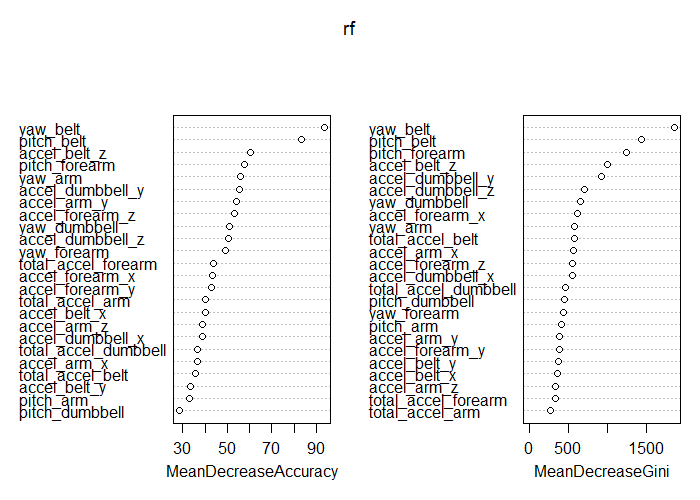 rf
yaw_belt
pitch_belt
accel_belt_z
pitch_forearm
yaw_arm
accel_dumbbell_y
accel_arm_y
accel_forearm_z
yaw_dumbbell
accel_dumbbell_z
yaw_forearm
total_accel_forearm
accel_forearm_x
accel_forearm_y
total_accel_arm
accel_belt_x
accel_arm_z
accel_dumbbell_x
total_accel_dumbbell
accel_arm_x
total_accel_belt
accel_belt_y
pitch_arm
pitch_dumbbell
30 50 70 90
MeanDecreaseAccuracy
yaw_belt
pitch_belt
pitch_forearm
accel_belt_z
accel_dumbbell_y
accel_dumbbell_z
yaw_dumbbell
accel_forearm_x
yaw_arm
total_accel_belt
accel_arm_x
accel_forearm_z
accel_dumbbell_x
total_accel_dumbbell
pitch_dumbbell
yaw_forearm
pitch_arm
accel_arm_y
accel_forearm_y
accel_belt_y
accel_belt_x
accel_arm_z
total_accel_forearm
total_accel_arm
0 500 1500
MeanDecreaseGini